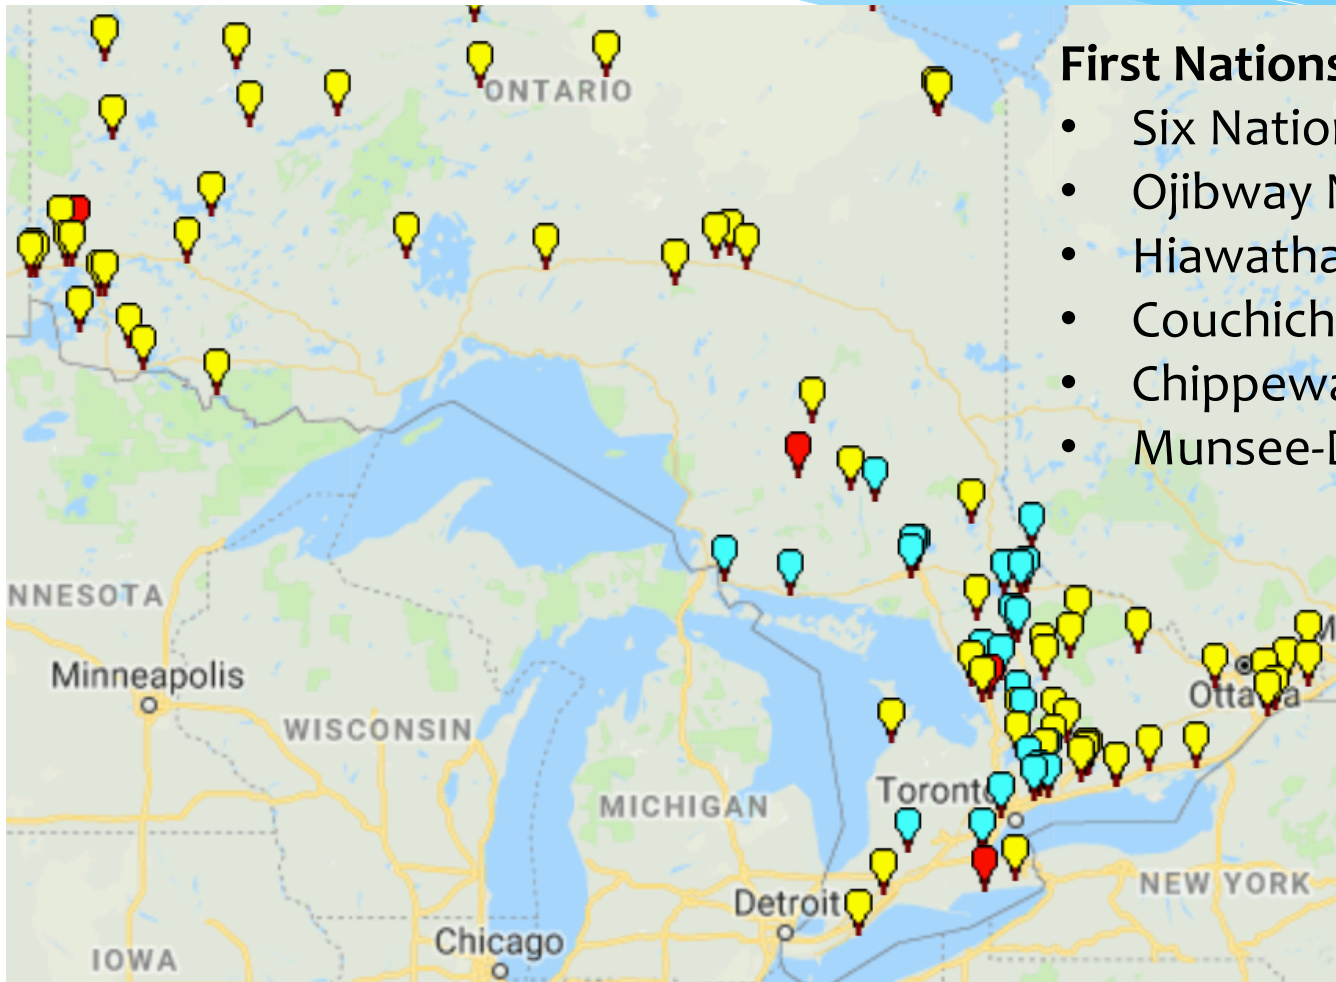 ONTARIO
First Nations
• Six Nation
• Ojibway N
• Hiawatha
• Couchich
• Chippewa
• Munsee-D
NNESOTA
Minneapolis
WISCONSIN
MICHIGAN
Toronto
Ottawa
M
Detroit
NEW YORK
Chicago
IOWA